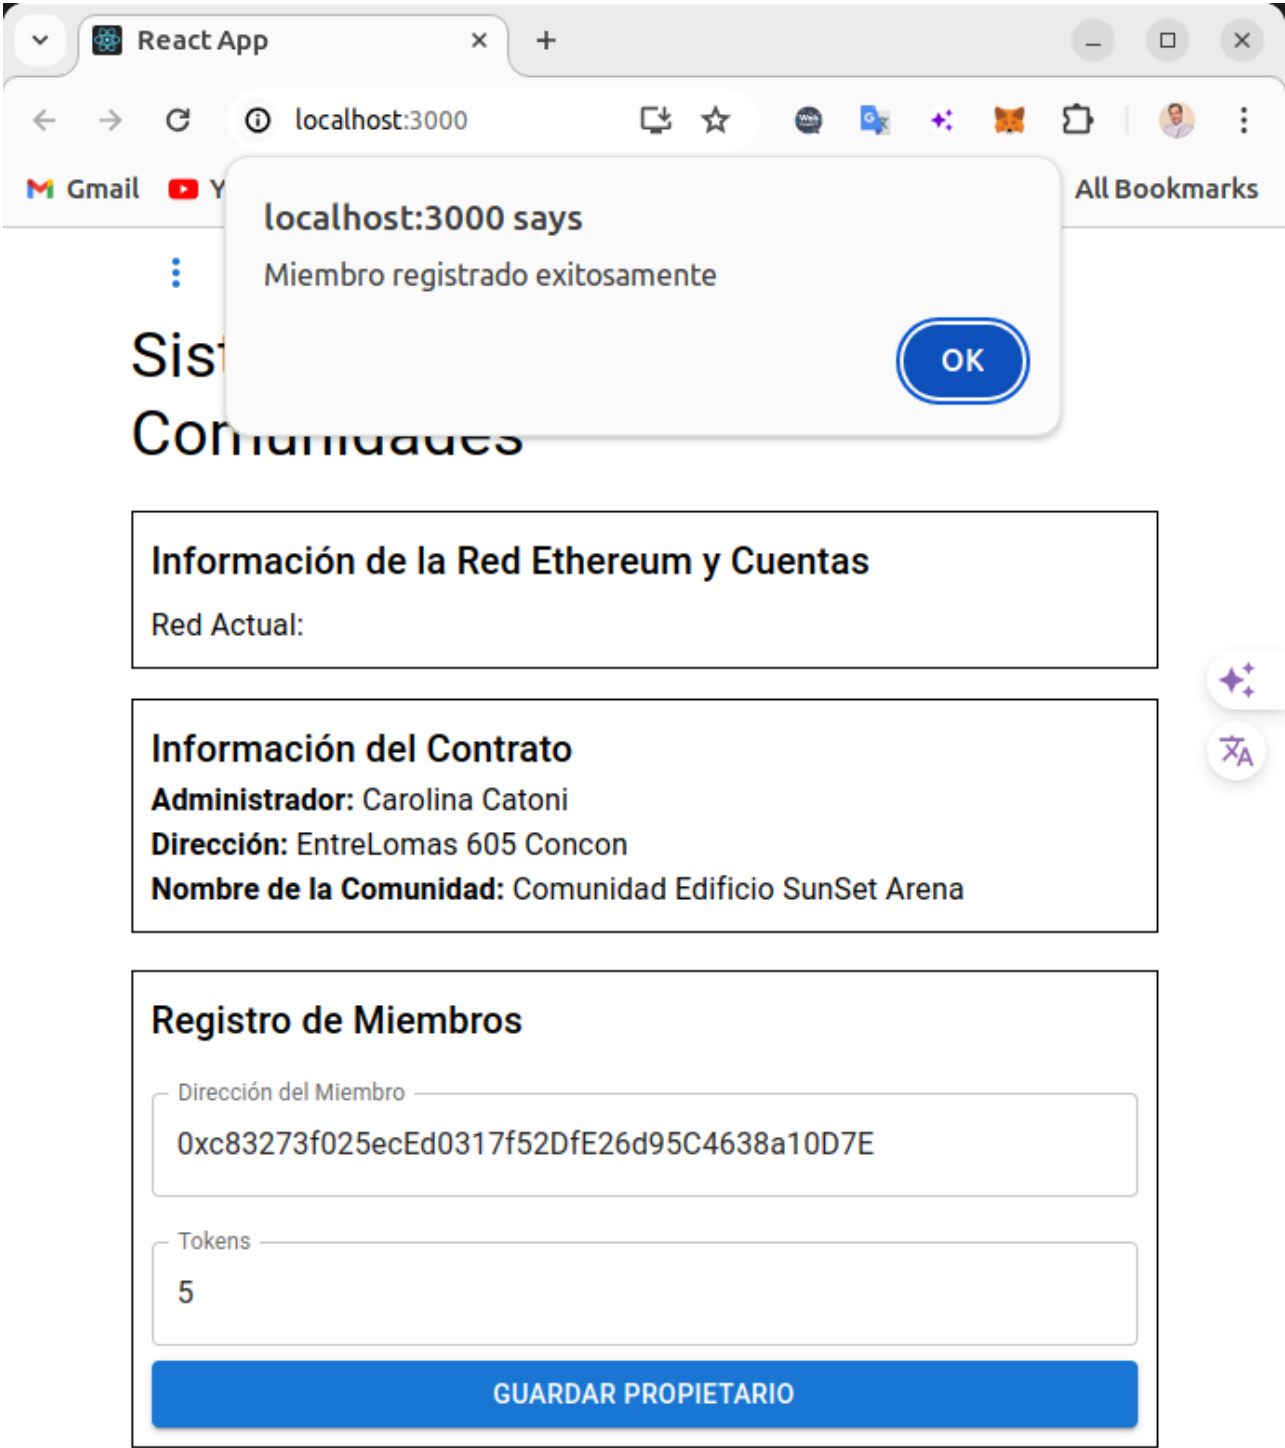 React App
localhost:3000
Gmail
All Bookmarks
localhost:3000 says
Miembro registrado exitosamente
OK
Comunidades
Información de la Red Ethereum y Cuentas
Red Actual:
Información del Contrato
Administrador: Carolina Catoni
Dirección: EntreLomas 605 Concon
Nombre de la Comunidad: Comunidad Edificio SunSet Arena
Registro de Miembros
Dirección del Miembro
0xc83273f025ecEd0317f52DfE26d95C4638a10D7E
Tokens
5
GUARDAR PROPIETARIO